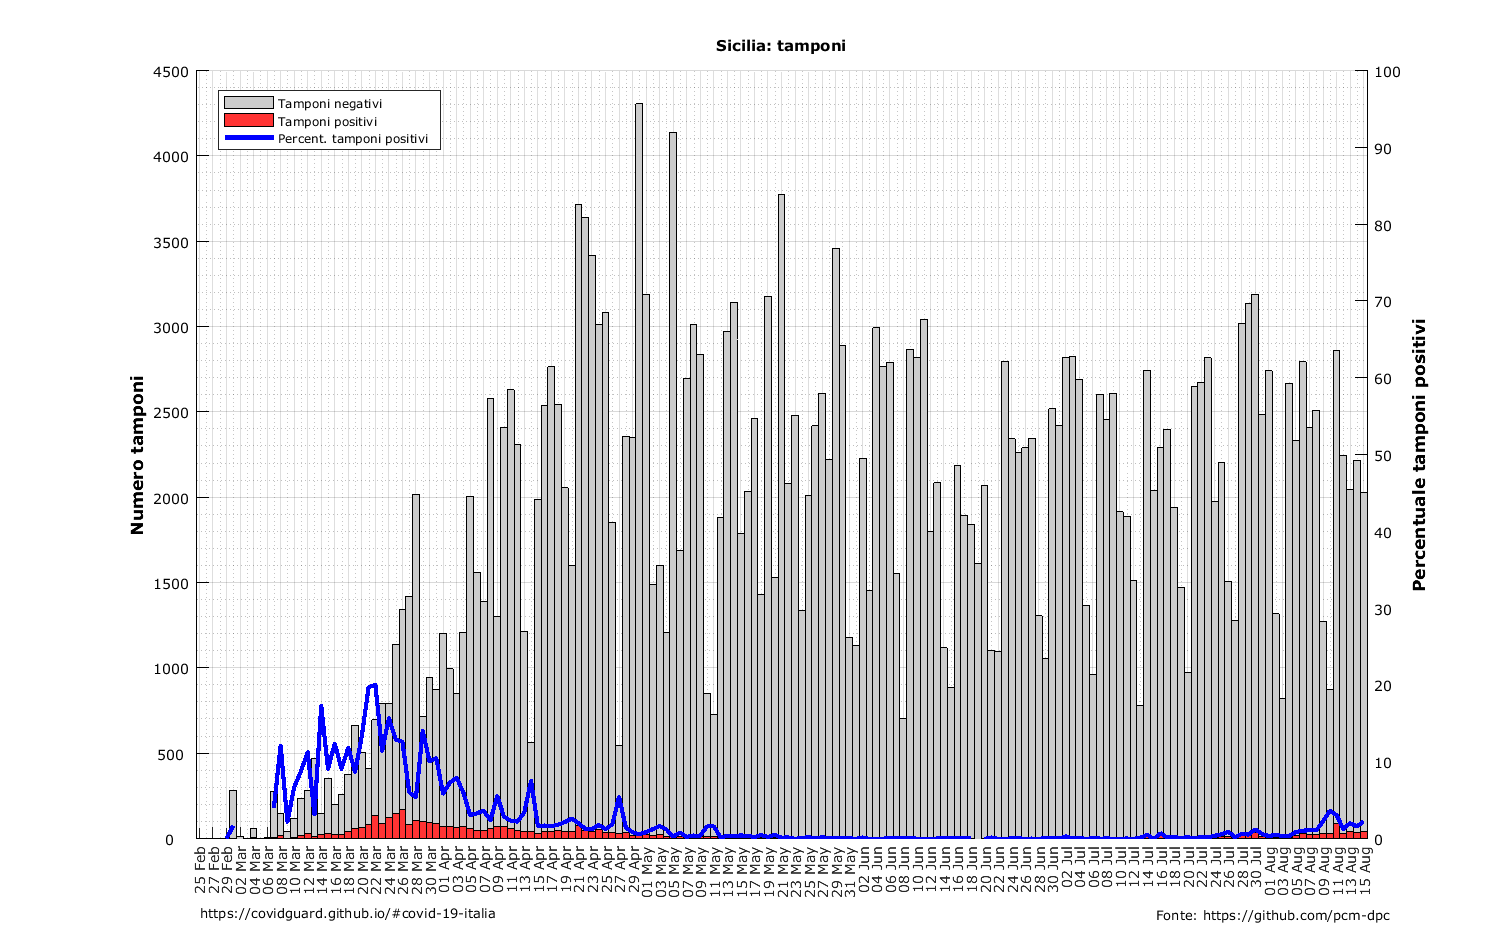 Sicilia: tamponi
Tamponi negativi
Tamponi positivi
Percent. tamponi positivi
Numero tamponi
4500
4000
3500
3000
2500
2000
1500
1000
500
0
Percentuale tamponi positivi
100
90
80
70
60
50
40
30
20
10
0
25 Feb
27 Feb
29 Feb
02 Mar
04 Mar
06 Mar
08 Mar
10 Mar
12 Mar
14 Mar
16 Mar
18 Mar
20 Mar
22 Mar
24 Mar
26 Mar
28 Mar
30 Mar
01 Apr
03 Apr
05 Apr
07 Apr
09 Apr
11 Apr
13 Apr
15 Apr
17 Apr
19 Apr
21 Apr
23 Apr
25 Apr
27 Apr
29 Apr
01 May
03 May
05 May
07 May
09 May
11 May
13 May
15 May
17 May
19 May
21 May
23 May
25 May
27 May
29 May
31 May
02 Jun
04 Jun
06 Jun
08 Jun
10 Jun
12 Jun
14 Jun
16 Jun
18 Jun
20 Jun
22 Jun
24 Jun
26 Jun
28 Jun
30 Jun
02 Jul
04 Jul
06 Jul
08 Jul
10 Jul
12 Jul
14 Jul
16 Jul
18 Jul
20 Jul
22 Jul
24 Jul
26 Jul
28 Jul
30 Jul
01 Aug
03 Aug
05 Aug
07 Aug
09 Aug
11 Aug
13 Aug
15 Aug
https://covidguard.github.io/#covid-19-italia
Fonte: https://github.com/pcm-dpc